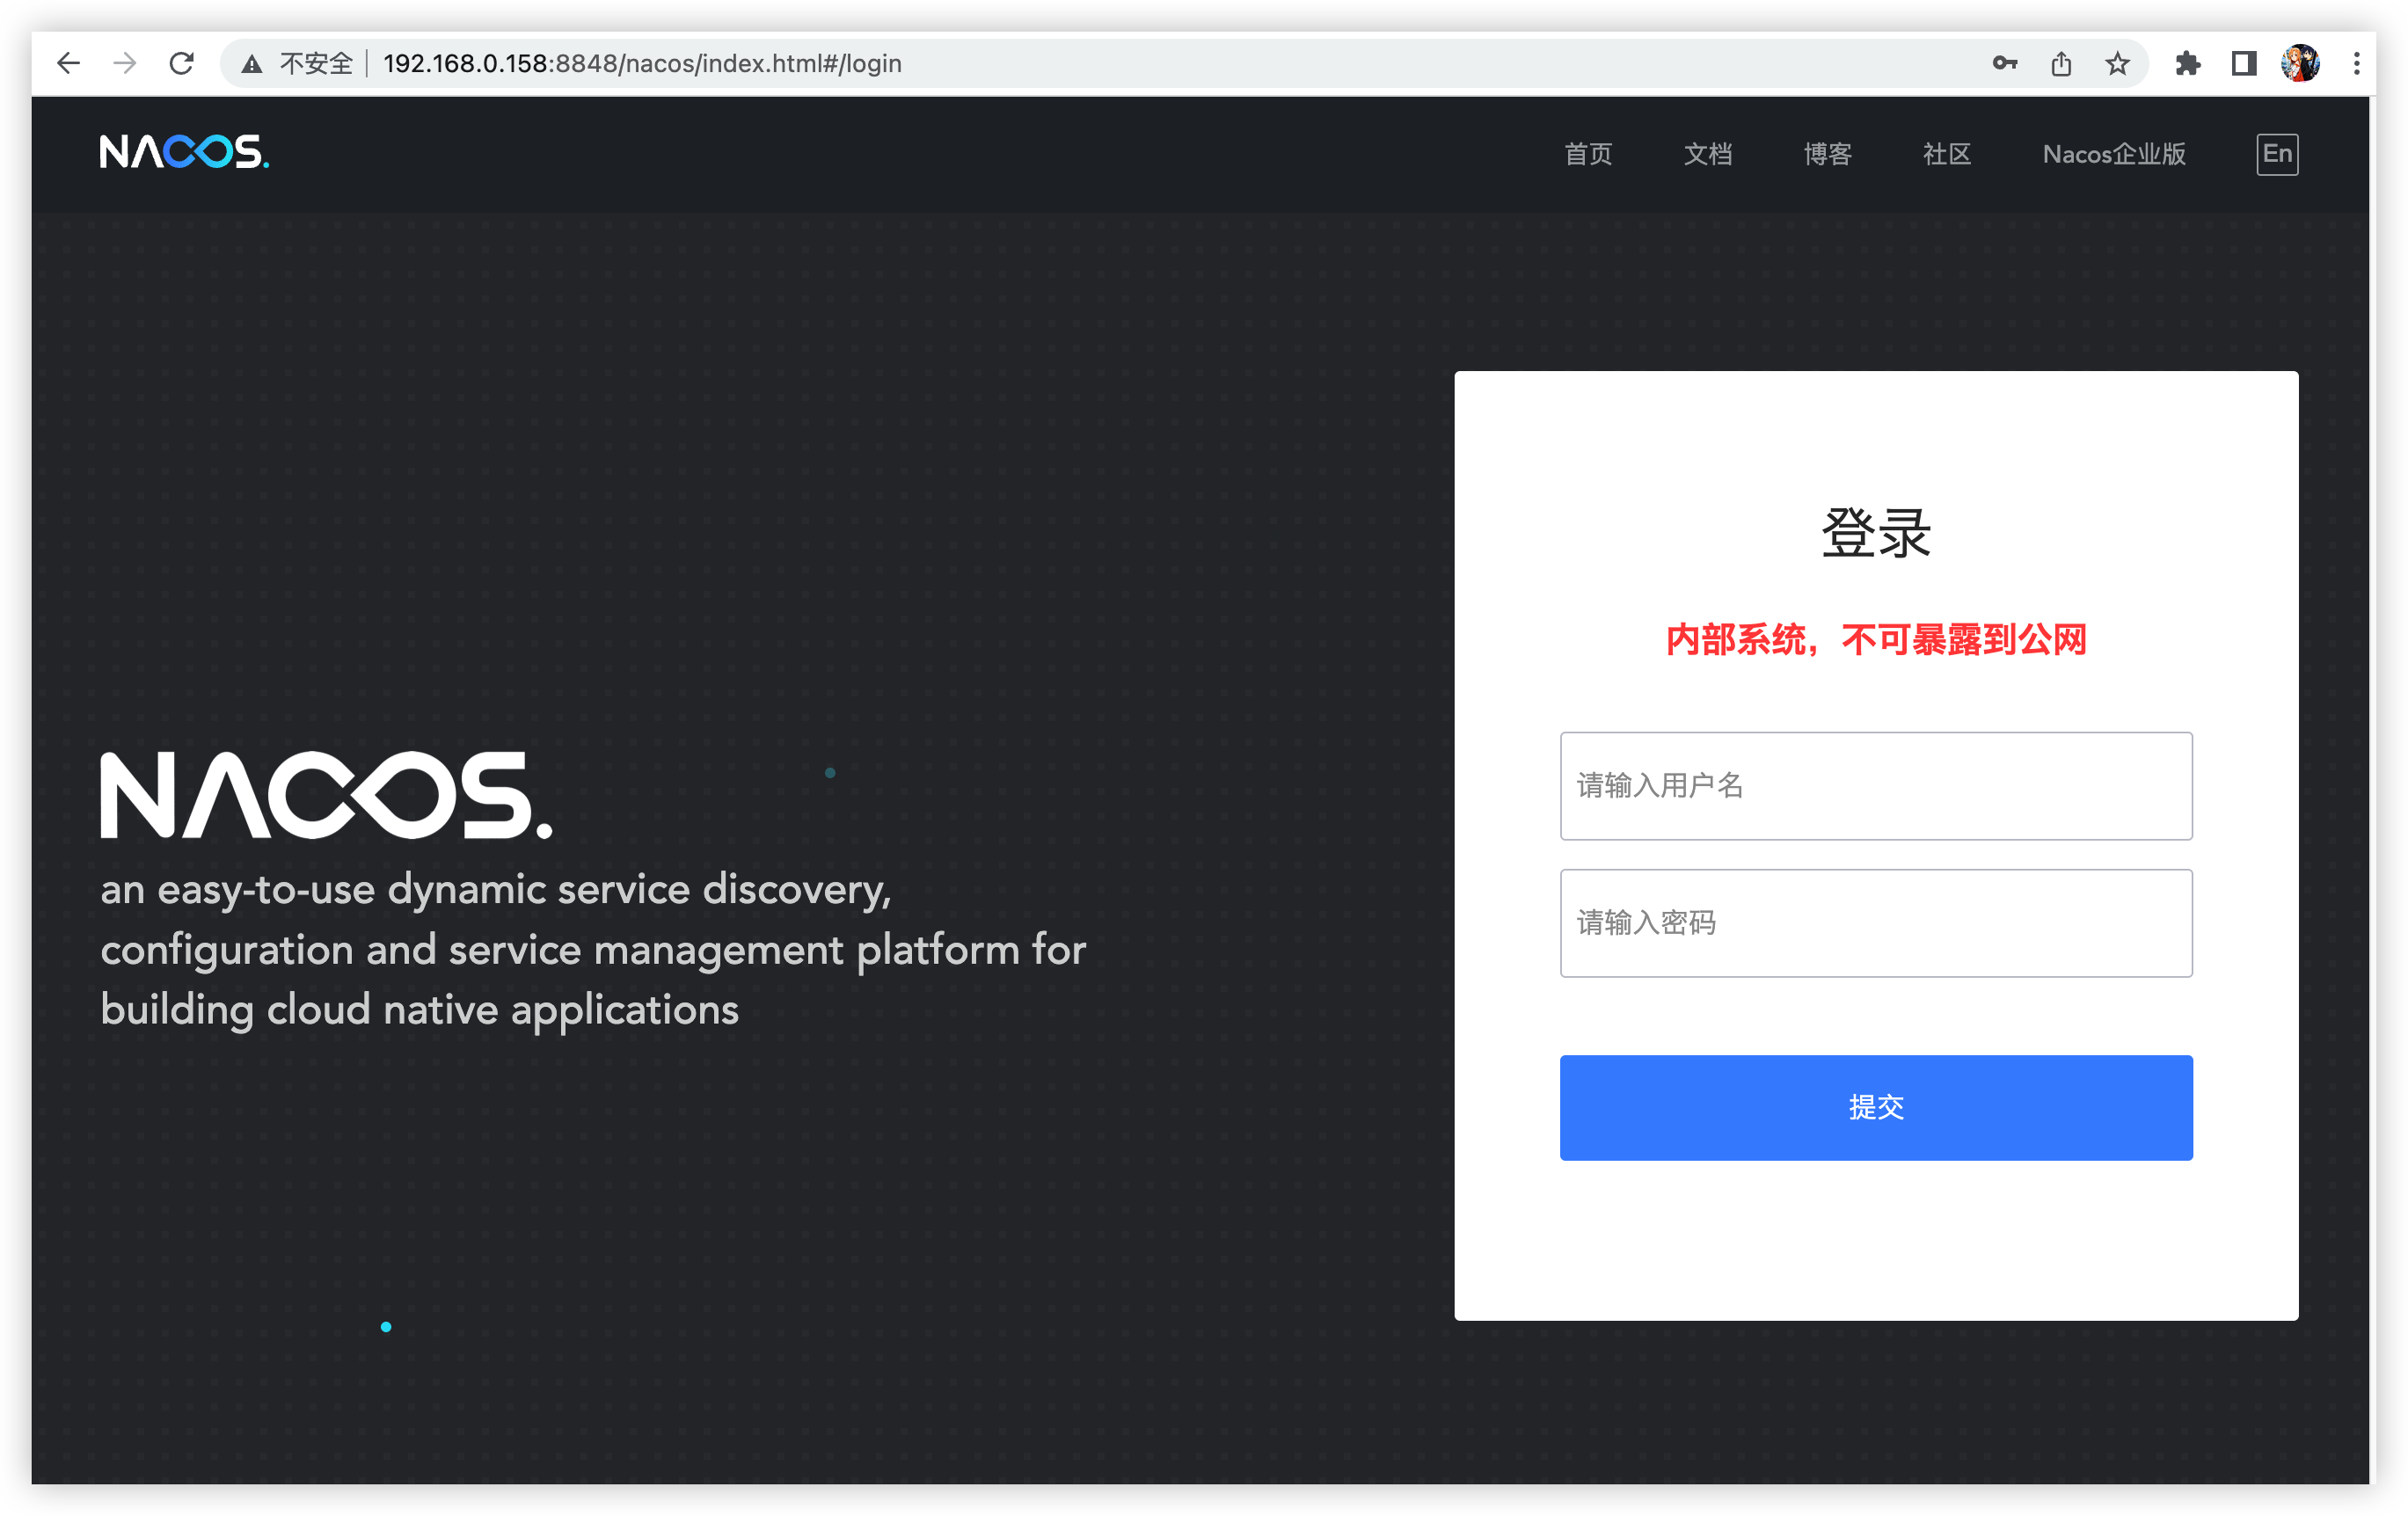 不安全 192.168.0.158:8848/nacos/index.html#/login
NACOS. 首页 文档 博客 社区 Nacos企业版 En
登录
内部系统，不可暴露到公网
请输入用户名
请输入密码
提交
NACOS.
an easy-to-use dynamic service discovery,
configuration and service management platform for
building cloud native applications